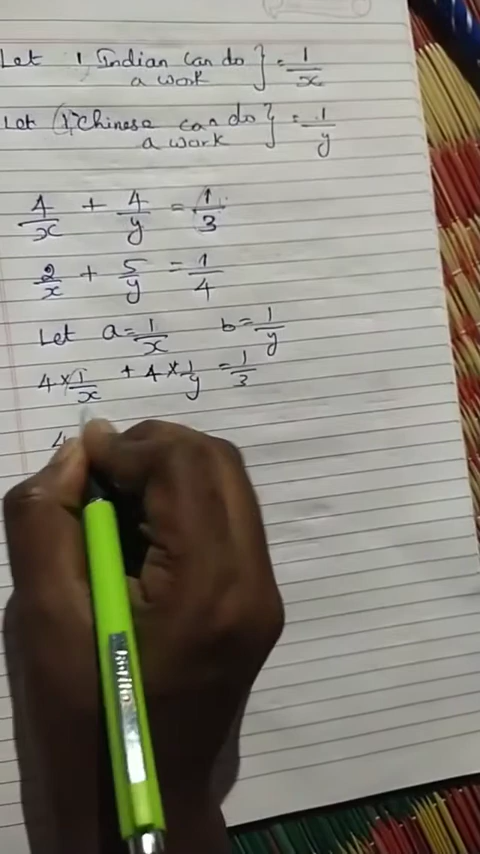 Let 1 Indian can do } = 1/x
a work
Let (1) Chinese can do } = 1/y
a work
4/x + 4/y = 1/3
2/x + 5/y = 1/4
Let a = 1/x b = 1/y
4 × 1/x + 4 × 1/y = 1/3
4